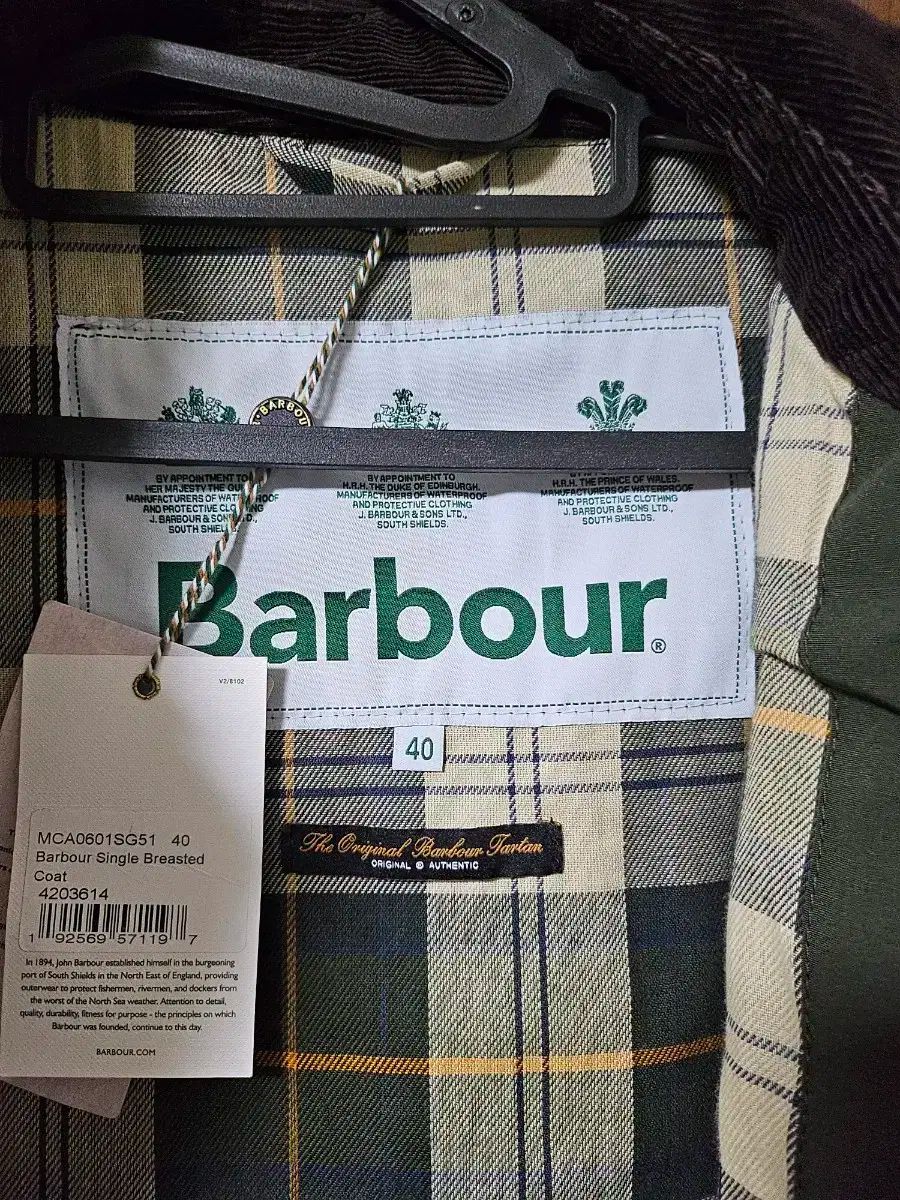 BARBOU
BY APPOINTMENT TO
HER MAJESTY THE
MANUFACTURERS OF
AND PROTECTIVE
J. BARBOUR & SONS LTD.,
SOUTH
BY APPOINTMENT TO
H.R.H. THE DUKE OF EDINBURGH.
MANUFACTURERS OF WATERPROOF
AND PROTECTIVE CLOTHING
J. BARBOUR & SONS LTD.,
SOUTH SHIELDS.
BY APPOINTMENT TO
H.R.H. THE PRINCE OF WALES.
MANUFACTURERS OF WATERPROOF
AND PROTECTIVE CLOTHING
J. BARBOUR & SONS LTD.,
SOUTH SHIELDS.
Barbour®
40
The Original Barbour Tartan
ORIGINAL © AUTHENTIC
V2/8102
MCA0601SG51 40
Barbour Single Breasted
Coat
4203614
1 92569 57119 7
In 1894, John Barbour established himself in the burgeoning
port of South Shields in the North East of England, providing
outerwear to protect fishermen, rivermen, and dockers from
the worst of the North Sea weather. Attention to detail,
quality, durability, fitness for purpose - the principles on which
Barbour was founded, continue to this day.
BARBOUR.COM